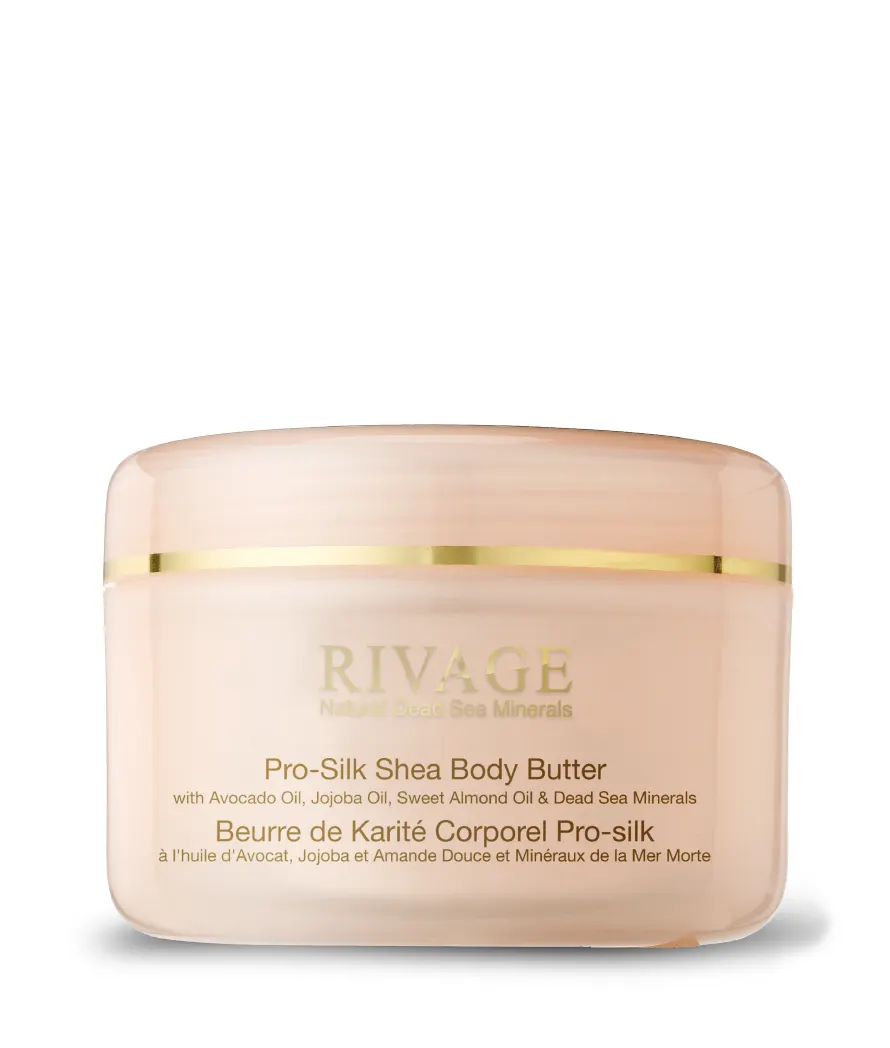 RIVAGE
Natural Dead Sea Minerals
Pro-Silk Shea Body Butter
with Avocado Oil, Jojoba Oil, Sweet Almond Oil & Dead Sea Minerals
Beurre de Karité Corporel Pro-silk
à l'huile d'Avocat, Jojoba et Amande Douce et Minéraux de la Mer Morte